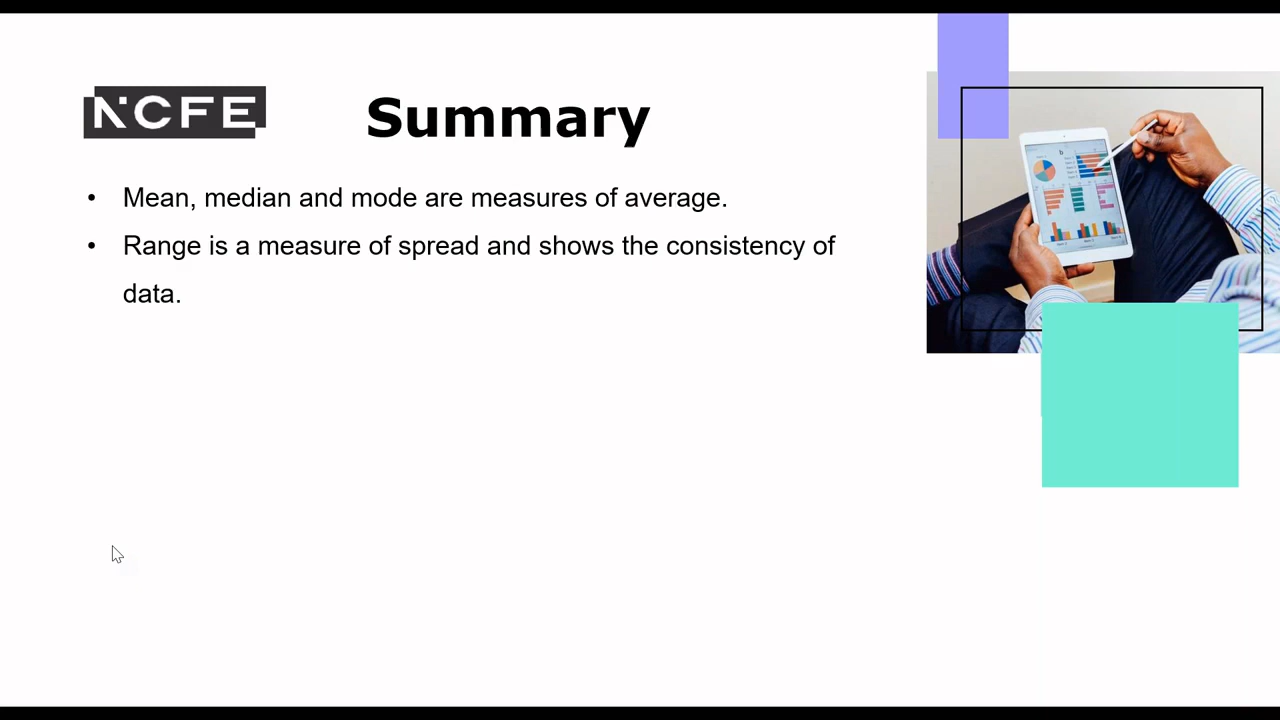 NCFE
Summary
• Mean, median and mode are measures of average.
• Range is a measure of spread and shows the consistency of
data.